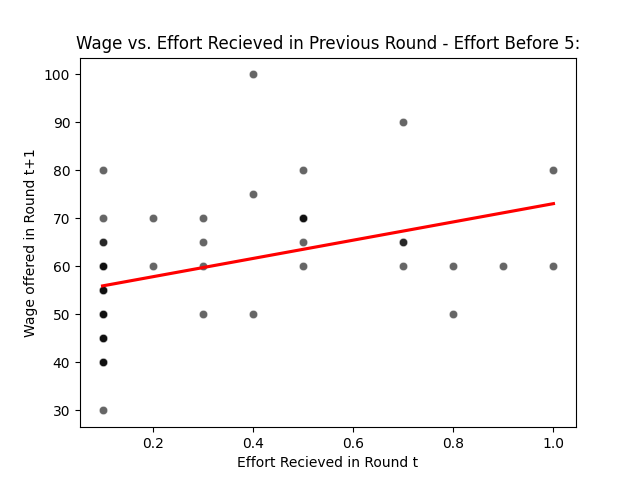 Wage vs. Effort Recieved in Previous Round - Effort Before 5:
100
90
80
70
60
50
40
30
Wage offered in Round t+1
0.2 0.4 0.6 0.8 1.0
Effort Recieved in Round t